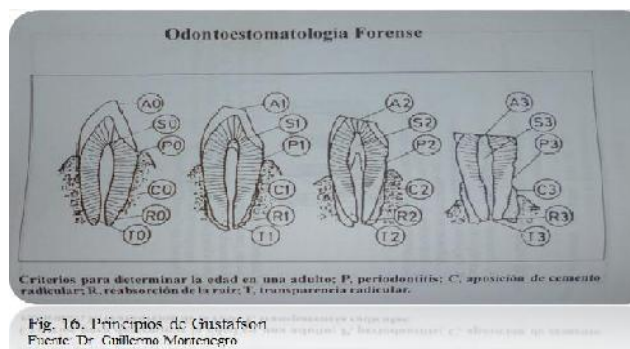 Odontoestomatología Forense
A0 A1 A2 A3
S0 S1 S2 S3
P0 P1 P2 P3
C0 C1 C2 C3
R0 R1 R2 R3
T0 T1 T2 T3
Criterios para determinar la edad en una adulto; P, periodontitis; C, aposición de cemento
radicular; R, reabsorción de la raíz; T, transparencia radicular.
Fig. 16. Principios de Gustafson
Fuente: Dr. Guillermo Montenegro